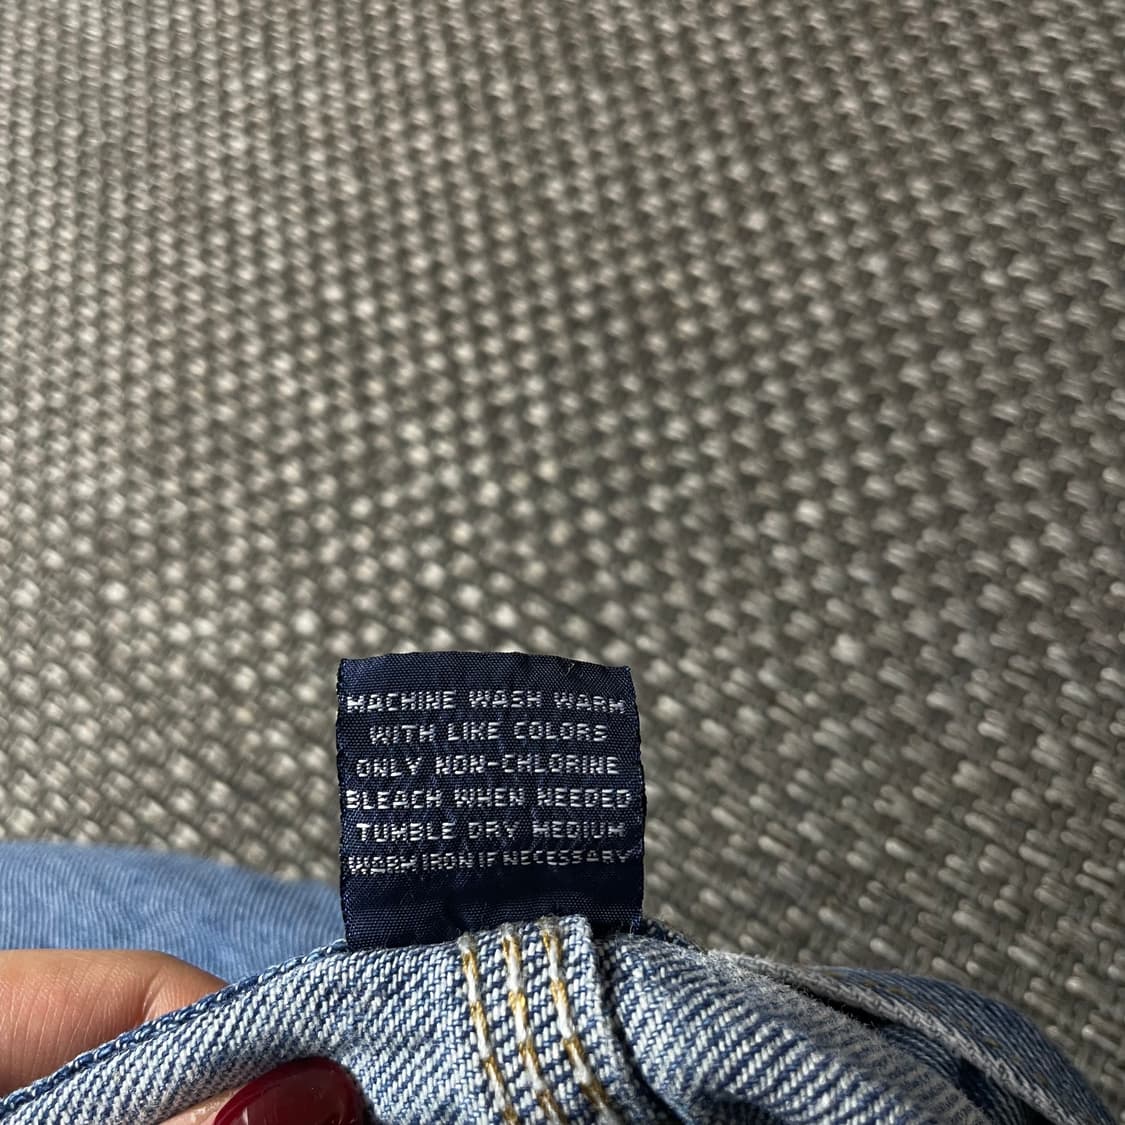 MACHINE WASH WARM
WITH LIKE COLORS
ONLY NON-CHLORINE
BLEACH WHEN NEEDED
TUMBLE DRY MEDIUM
WARM IRON IF NECESSARY